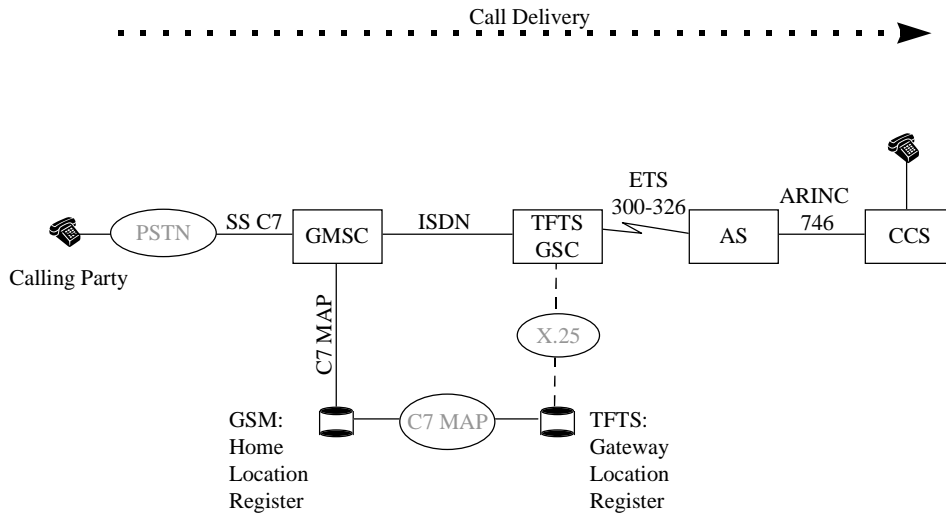 Call Delivery
ETS
300-326
ARINC
746
PSTN
SS C7
GMSC
ISDN
TFTS
GSC
AS
CCS
Calling Party
C7 MAP
X.25
GSM:
Home
Location
Register
C7 MAP
TFTS:
Gateway
Location
Register